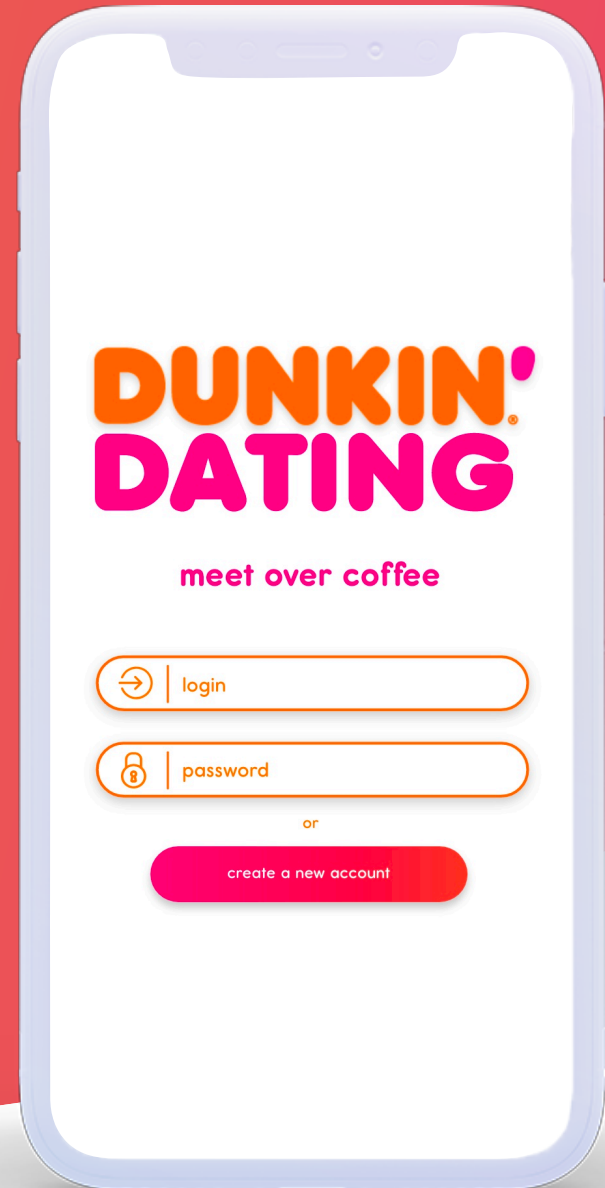 DUNKIN'®
DATING
meet over coffee
login
password
or
create a new account